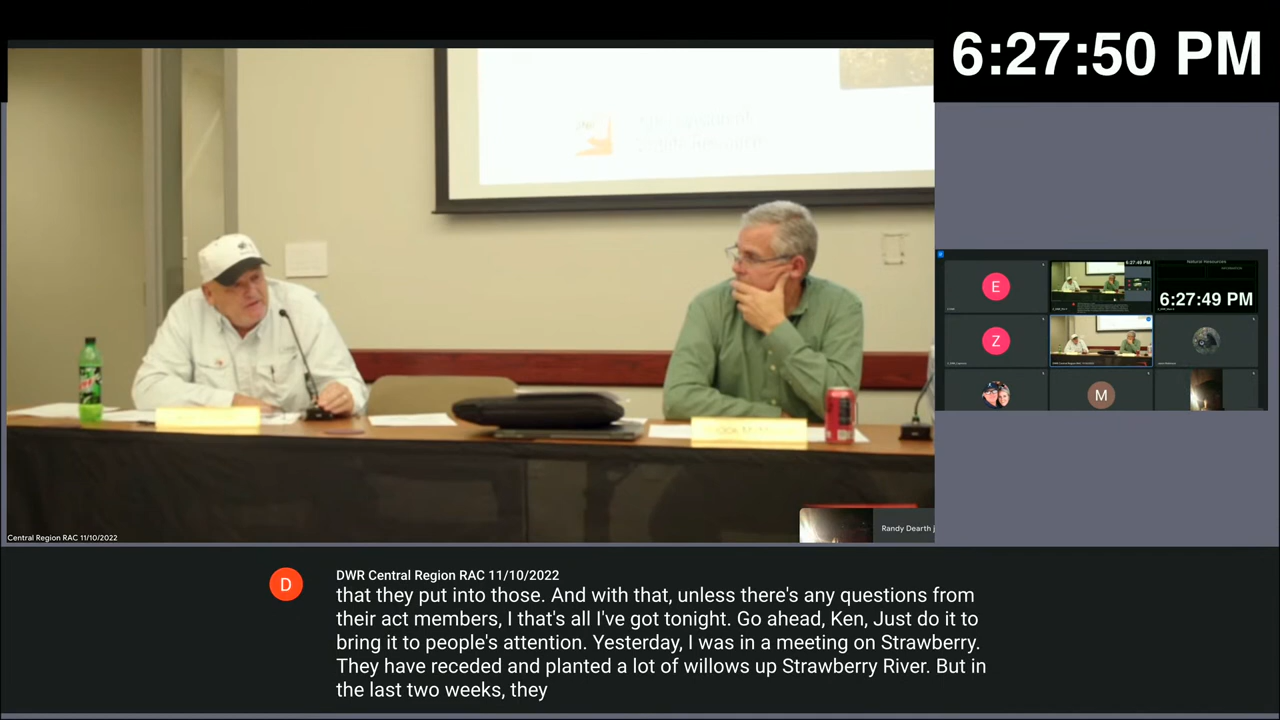 6:27:50 PM
6:27:49 PM
E
Z
M
6:27:49 PM
Central Region RAC 11/10/2022
Randy Dearth j
D
DWR Central Region RAC 11/10/2022
that they put into those. And with that, unless there's any questions from
their act members, I that's all I've got tonight. Go ahead, Ken, Just do it to
bring it to people's attention. Yesterday, I was in a meeting on Strawberry.
They have receded and planted a lot of willows up Strawberry River. But in
the last two weeks, they